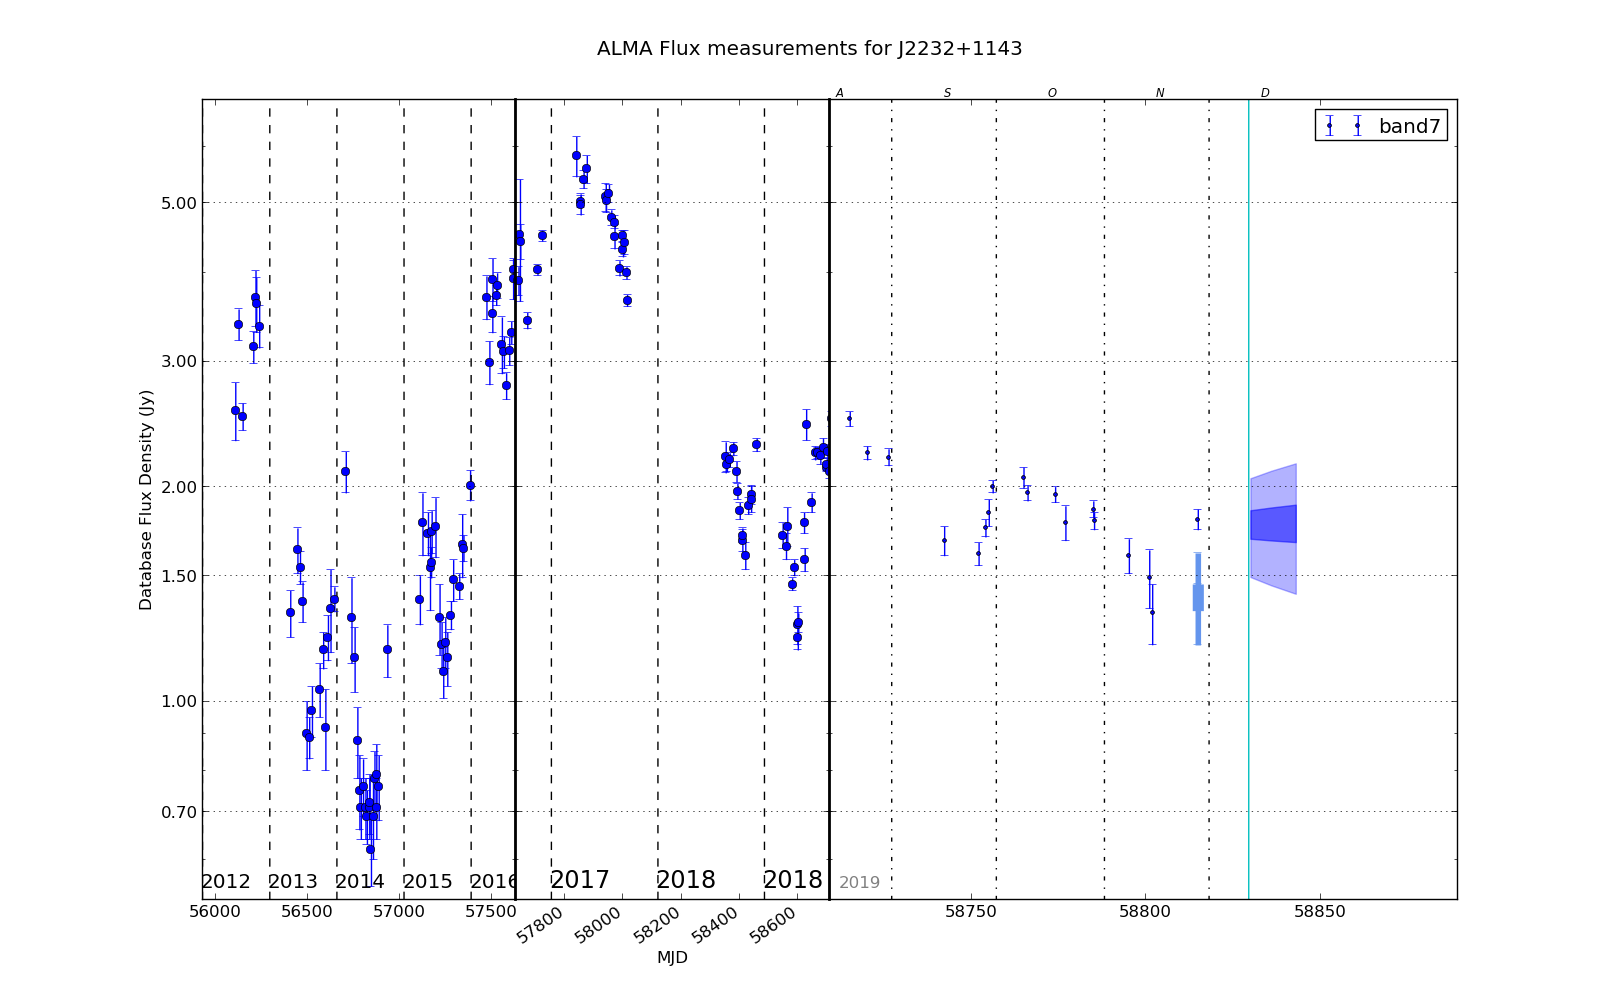 ALMA Flux measurements for J2232+1143
A S O N D
band7
5.00
3.00
2.00
1.50
1.00
0.70
Database Flux Density (Jy)
2012 2013 2014 2015 2016 2017 2018 2018 2019
56000 56500 57000 57500 57800 58000 58200 58400 58600 58750 58800 58850
MJD